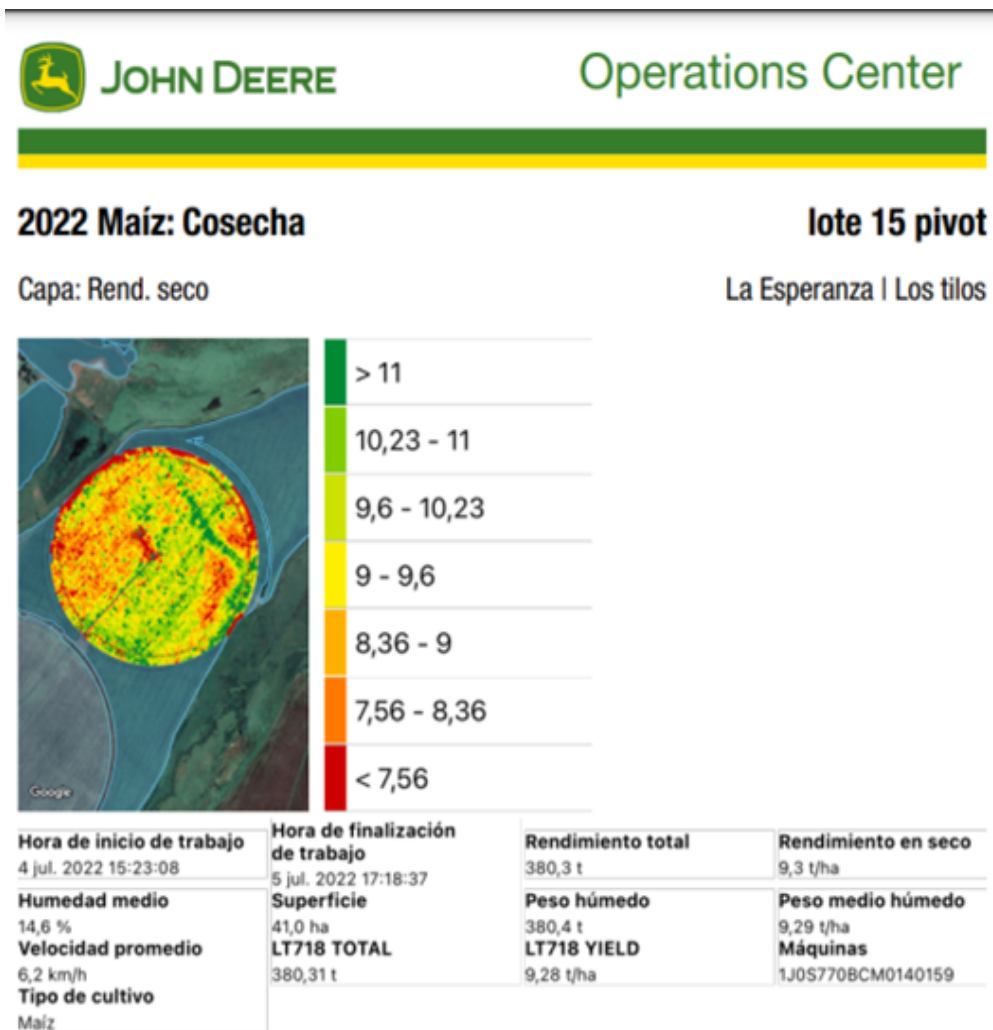 JOHN DEERE
Operations Center
2022 Maíz: Cosecha
lote 15 pivot
Capa: Rend. seco
La Esperanza | Los tilos
> 11
10,23 - 11
9,6 - 10,23
9 - 9,6
8,36 - 9
7,56 - 8,36
< 7,56
Google
Hora de inicio de trabajo
4 jul. 2022 15:23:08
Hora de finalización
de trabajo
5 jul. 2022 17:18:37
Rendimiento total
380,3 t
Rendimiento en seco
9,3 t/ha
Humedad medio
14,6 %
Superficie
41,0 ha
Peso húmedo
380,4 t
Peso medio húmedo
9,29 t/ha
Velocidad promedio
6,2 km/h
LT718 TOTAL
380,31 t
LT718 YIELD
9,28 t/ha
Máquinas
1J0S770BCM0140159
Tipo de cultivo
Maíz